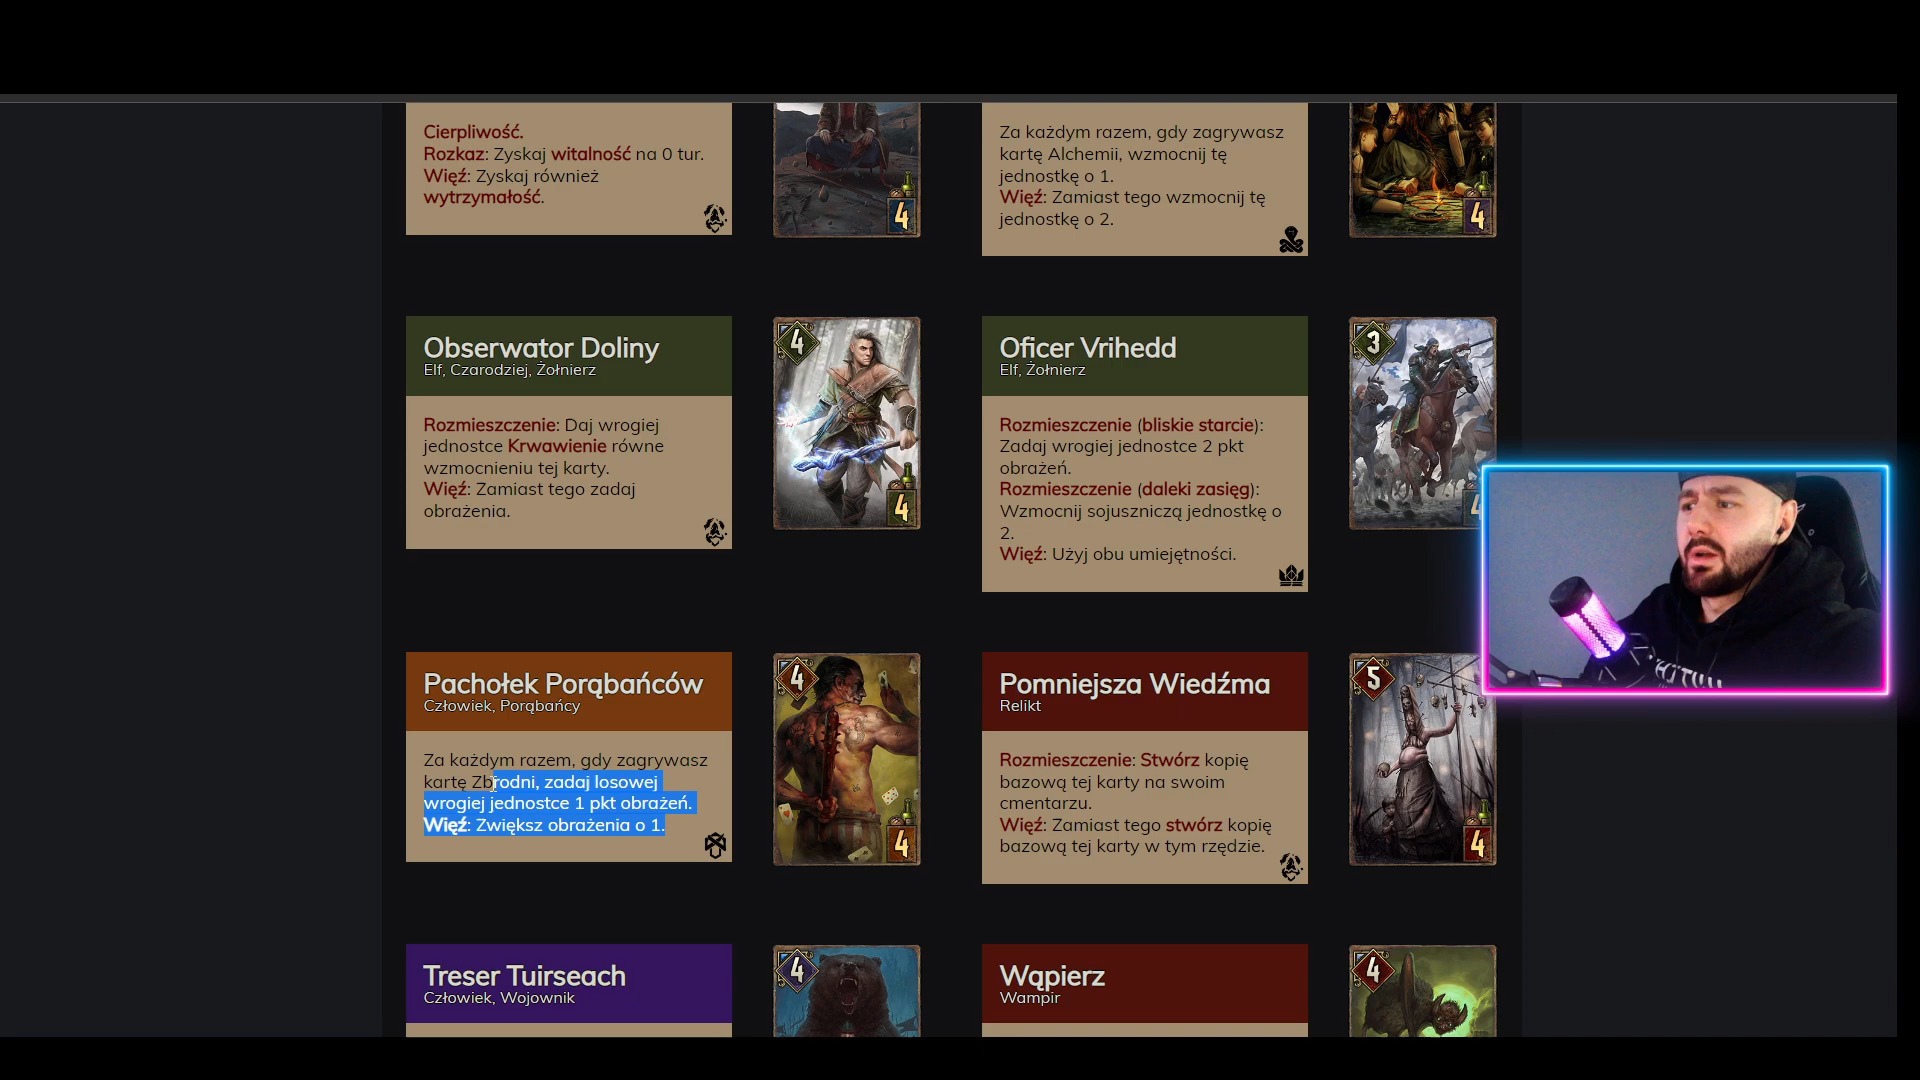 Cierpliwość.
Rozkaz: Zyskaj witalność na 0 tur.
Więź: Zyskaj również
wytrzymałość.
4
Za każdym razem, gdy zagrywasz
kartę Alchemii, wzmocnij tę
jednostkę o 1.
Więź: Zamiast tego wzmocnij tę
jednostkę o 2.
4
Obserwator Doliny
Elf, Czarodziej, Żołnierz
Rozmieszczenie: Daj wrogiej
jednostce Krwawienie równe
wzmocnieniu tej karty.
Więź: Zamiast tego zadaj
obrażenia.
4
4
Oficer Vrihedd
Elf, Żołnierz
Rozmieszczenie (bliskie starcie):
Zadaj wrogiej jednostce 2 pkt
obrażeń.
Rozmieszczenie (daleki zasięg):
Wzmocnij sojuszniczą jednostkę o
2.
Więź: Użyj obu umiejętności.
3
Pachołek Porąbańców
Człowiek, Porąbańcy
Za każdym razem, gdy zagrywasz
kartę Zbrodni, zadaj losowej
wrogiej jednostce 1 pkt obrażeń.
Więź: Zwiększ obrażenia o 1.
4
4
Pomniejsza Wiedźma
Relikt
Rozmieszczenie: Stwórz kopię
bazową tej karty na swoim
cmentarzu.
Więź: Zamiast tego stwórz kopię
bazową tej karty w tym rzędzie.
5
4
Treser Tuirseach
Człowiek, Wojownik
4
Wąpierz
Wampir
4